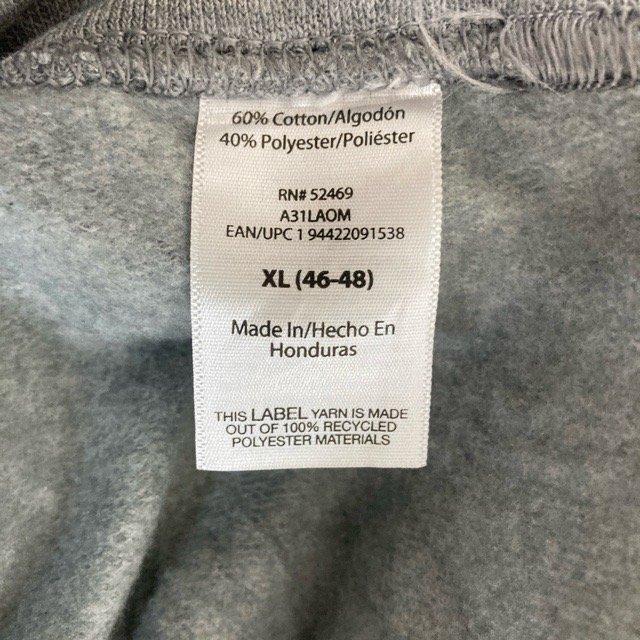 60% Cotton/Algodón
40% Polyester/Poliéster
RN# 52469
A31LAOM
EAN/UPC 1 94422091538
XL (46-48)
Made In/Hecho En
Honduras
THIS LABEL YARN IS MADE
OUT OF 100% RECYCLED
POLYESTER MATERIALS